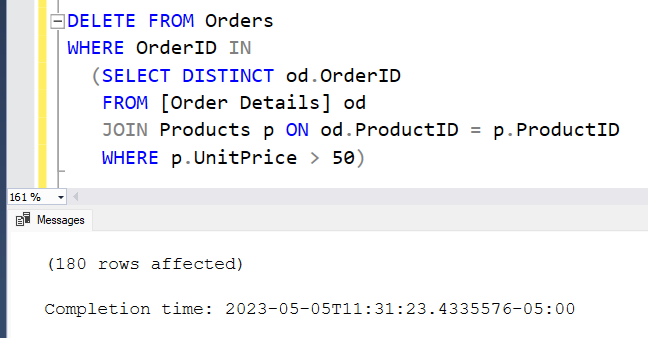 DELETE FROM Orders
WHERE OrderID IN
(SELECT DISTINCT od.OrderID
FROM [Order Details] od
JOIN Products p ON od.ProductID = p.ProductID
WHERE p.UnitPrice > 50)
161 %
Messages
(180 rows affected)
Completion time: 2023-05-05T11:31:23.4335576-05:00